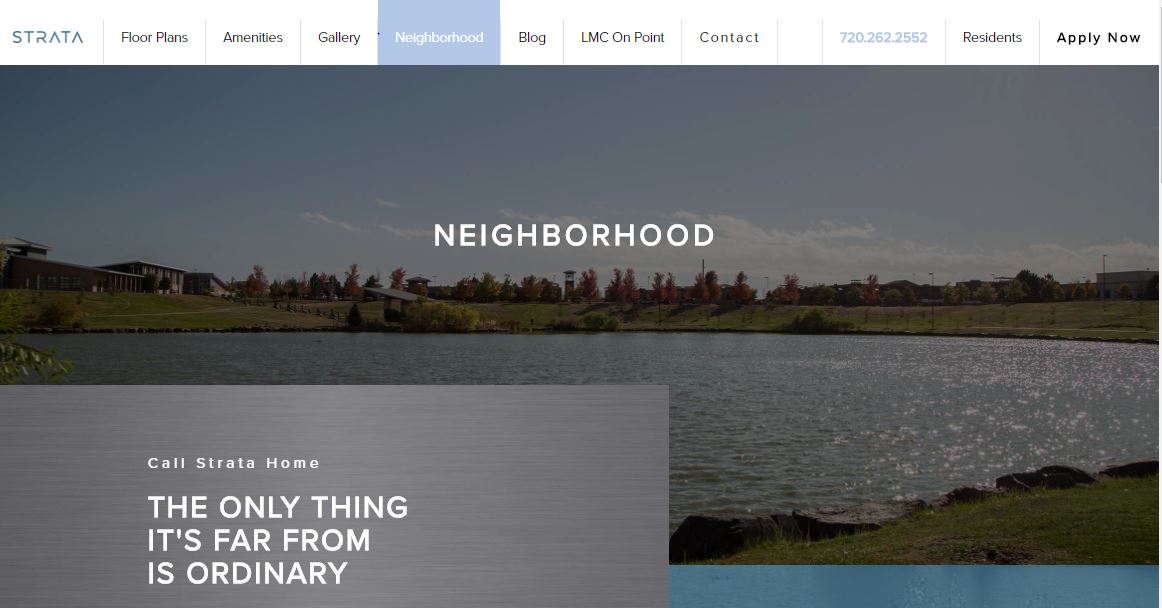 STRATA
Floor Plans
Amenities
Gallery
Neighborhood
Blog
LMC On Point
Contact
720.262.2552
Residents
Apply Now
NEIGHBORHOOD
Call Strata Home
THE ONLY THING
IT'S FAR FROM
IS ORDINARY